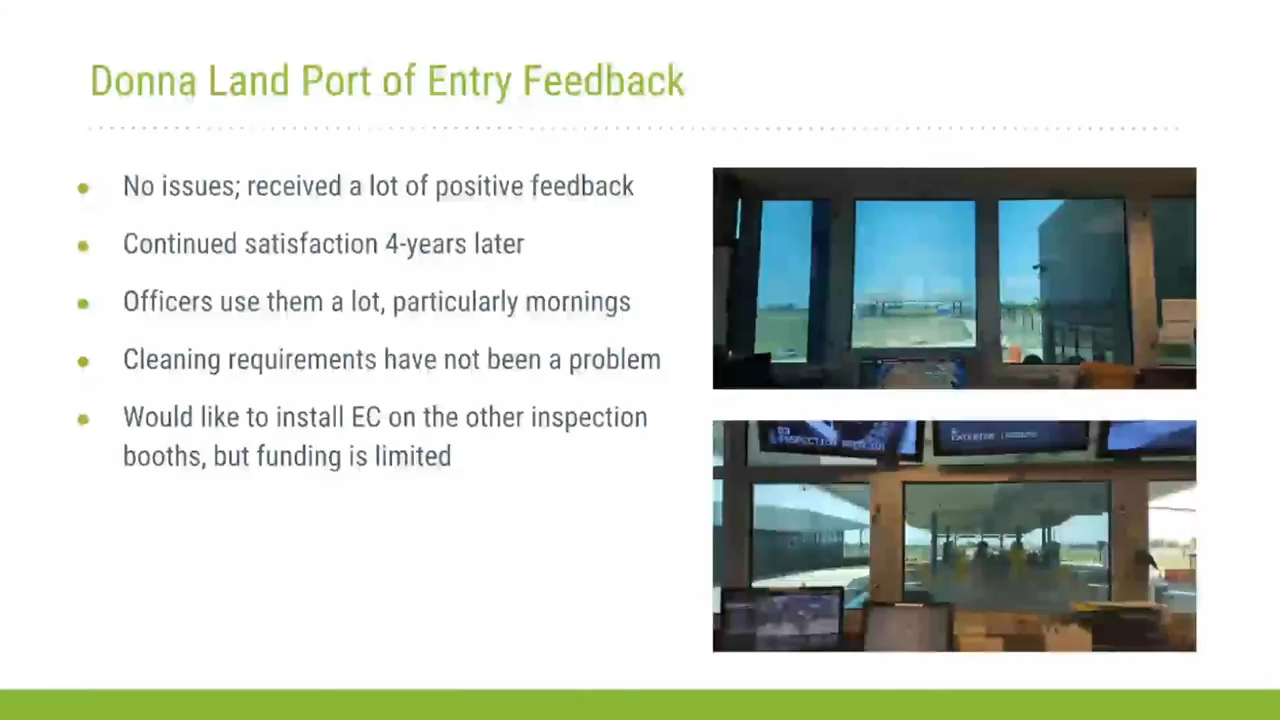 Donna Land Port of Entry Feedback
No issues; received a lot of positive feedback
Continued satisfaction 4-years later
Officers use them a lot, particularly mornings
Cleaning requirements have not been a problem
Would like to install EC on the other inspection
booths, but funding is limited